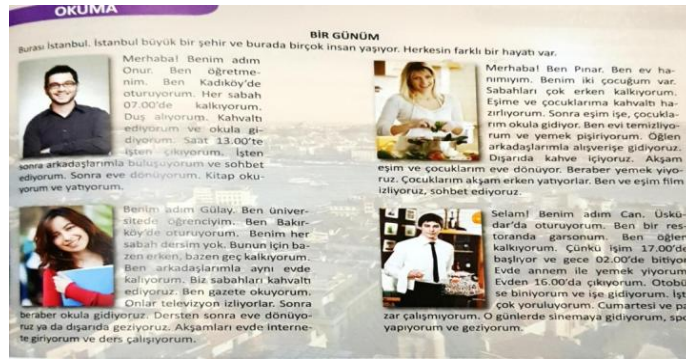 OKUMA
BİR GÜNÜM
Burası İstanbul. İstanbul büyük bir şehir ve burada birçok insan yaşıyor. Herkesin farklı bir hayatı var.
Merhaba! Benim adım
Onur. Ben öğretme-
nim. Ben Kadıköy'de
oturuyorum. Her sabah
07.00'de kalkıyorum.
Duş alıyorum. Kahvaltı
ediyorum ve okula gi-
diyorum. Saat 13.00'te
işten çıkıyorum. İşten
sonra arkadaşlarımla buluşuyorum ve sohbet
ediyorum. Sonra eve dönüyorum. Kitap oku-
yorum ve yatıyorum.
Merhaba! Ben Pınar. Ben ev ha-
nımıyım. Benim iki çocuğum var.
Sabahları çok erken kalkıyorum.
Eşime ve çocuklarıma kahvaltı ha-
zırlıyorum. Sonra eşim işe, çocukla-
rım okula gidiyor. Ben evi temizliyo-
rum ve yemek pişiriyorum. Öğlen
arkadaşlarımla alışverişe gidiyoruz.
Dışarıda kahve içiyoruz. Akşam
eşim ve çocuklarım eve dönüyor. Beraber yemek yiyo-
ruz. Çocuklarım akşam erken yatıyorlar. Ben ve eşim film
izliyoruz, sohbet ediyoruz.
Benim adım Gülay. Ben üniver-
sitede öğrenciyim. Ben Bakır-
köy'de oturuyorum. Benim her
sabah dersim yok. Bunun için ba-
zen erken, bazen geç kalkıyorum.
Ben arkadaşlarımla aynı evde
kalıyorum. Biz sabahları kahvaltı
ediyoruz. Ben gazete okuyorum.
Onlar televizyon izliyorlar. Sonra
beraber okula gidiyoruz. Dersten sonra eve dönüyo-
ruz ya da dışarıda geziyoruz. Akşamları evde interne-
te giriyorum ve ders çalışıyorum.
Selam! Benim adım Can. Üskü-
dar'da oturuyorum. Ben bir res-
toranda garsonum. Ben öğlen
kalkıyorum. Çünkü işim 17.00'de
başlıyor ve gece 02.00'de bitiyor
Evde annem ile yemek yiyorum
Evden 16.00'da çıkıyorum. Otobü
se biniyorum ve işe gidiyorum. İşt
çok yoruluyorum. Cumartesi ve pa
zar çalışmıyorum. O günlerde sinemaya gidiyorum, spo
yapıyorum ve geziyorum.